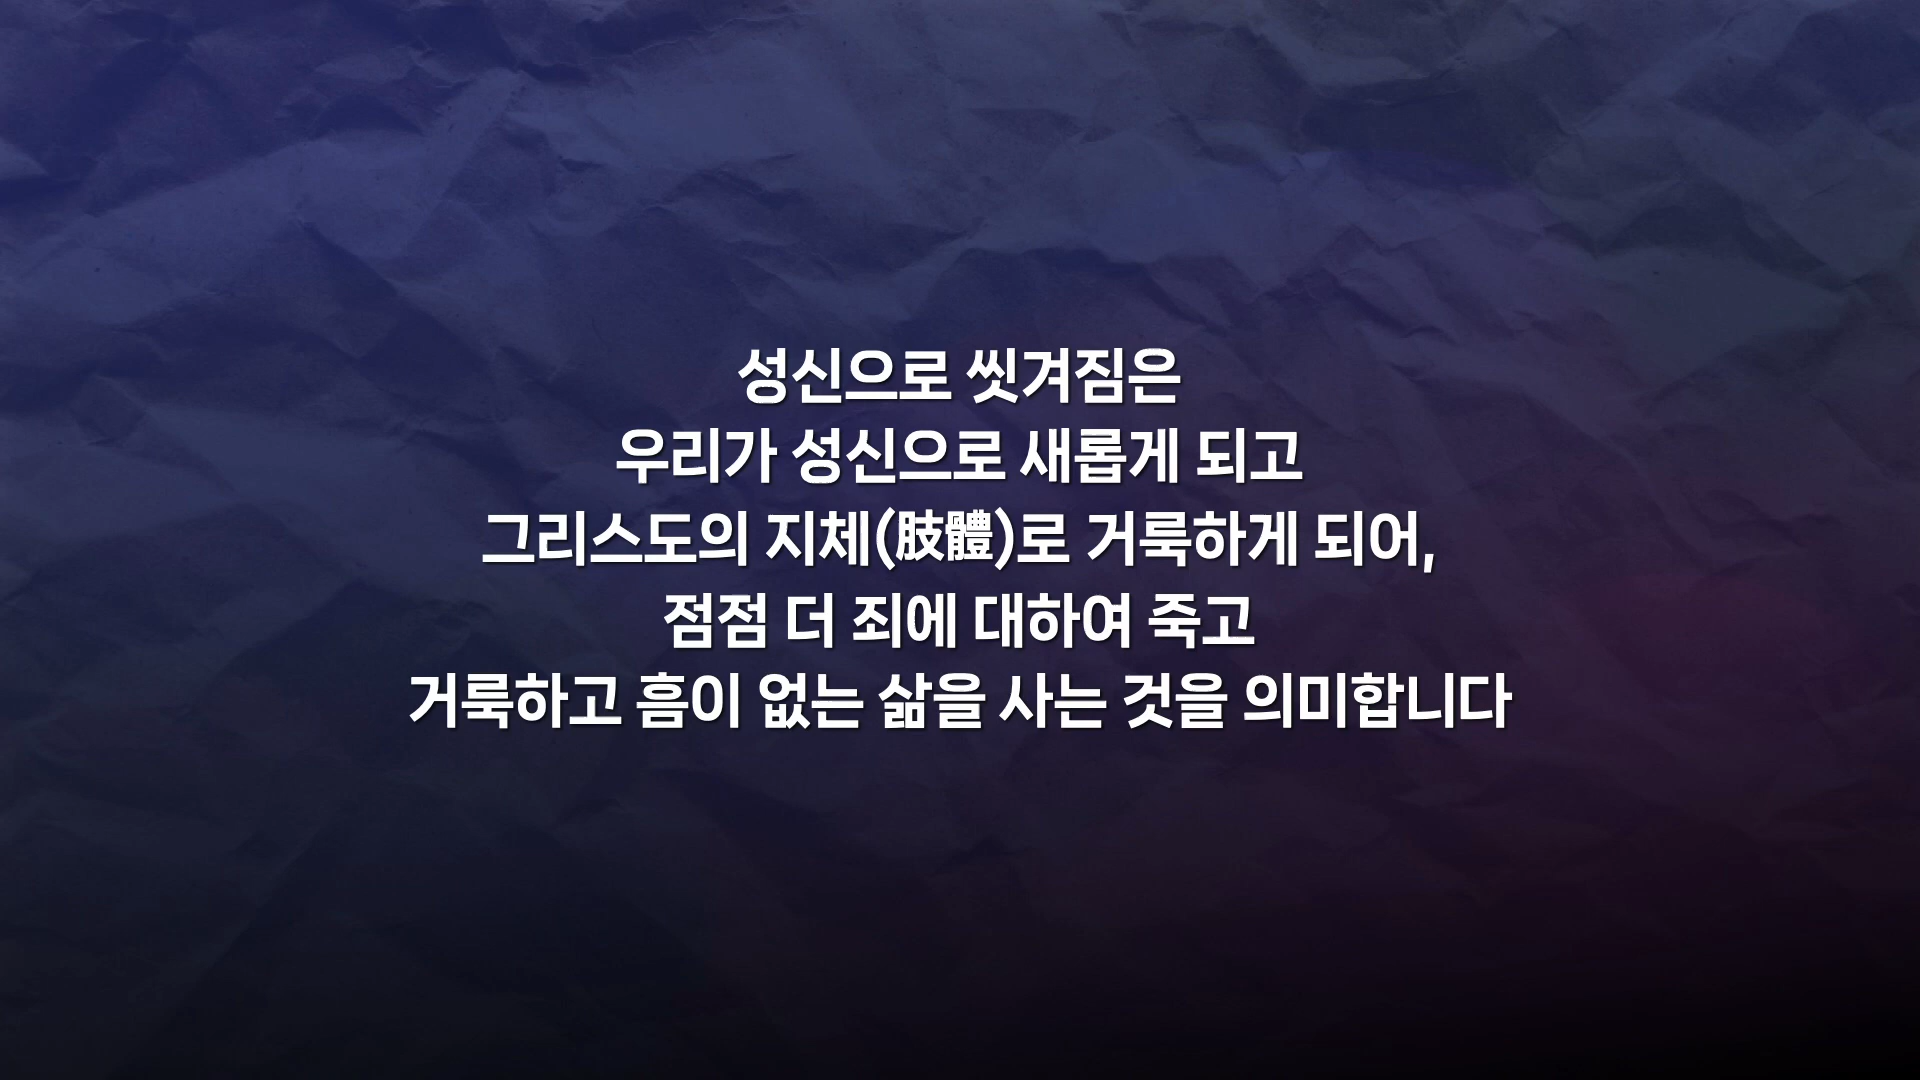 성신으로 씻겨짐은
우리가 성신으로 새롭게 되고
그리스도의 지체(肢體)로 거룩하게 되어,
점점 더 죄에 대하여 죽고
거룩하고 흠이 없는 삶을 사는 것을 의미합니다